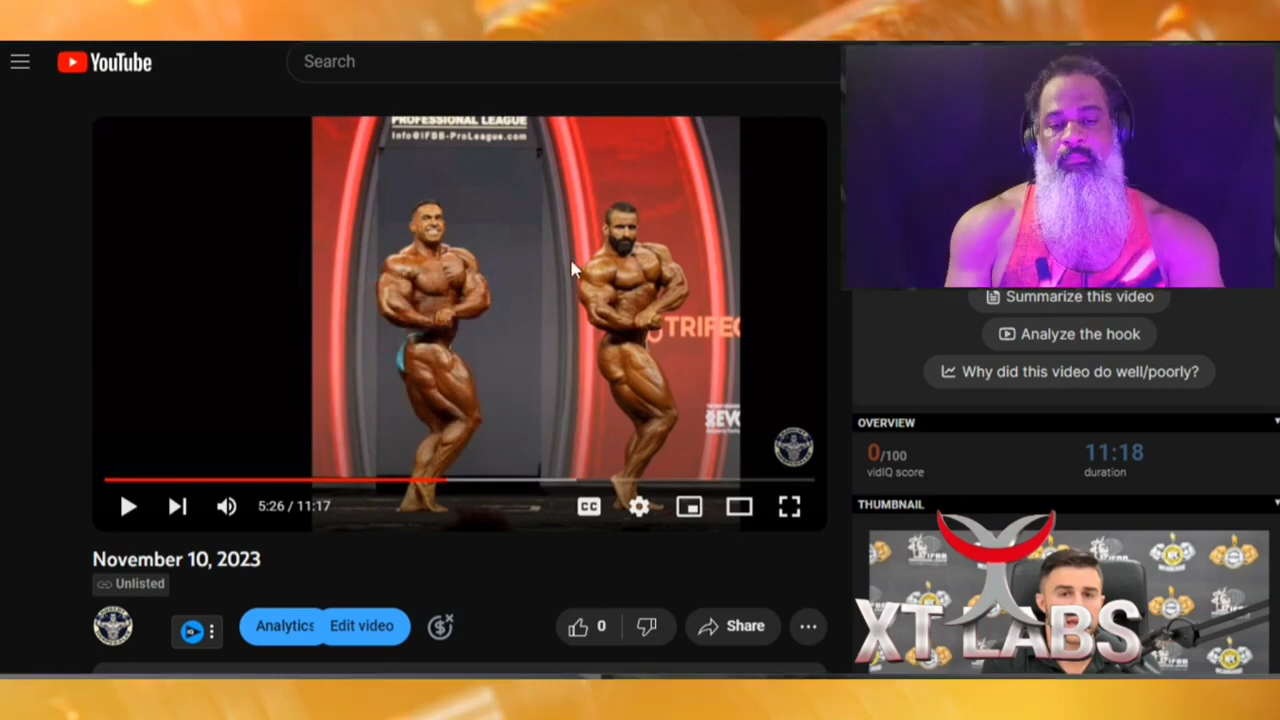 YouTube
Search
PROFESSIONAL LEAGUE
Info@IFBB-ProLeague.com
TRIFEC
EVO
5:26 / 11:17
CC
November 10, 2023
Unlisted
Analytics
Edit video
0
Share
Summarize this video
Analyze the hook
Why did this video do well/poorly?
OVERVIEW
0/100
vidIQ score
11:18
duration
THUMBNAIL
XT LABS